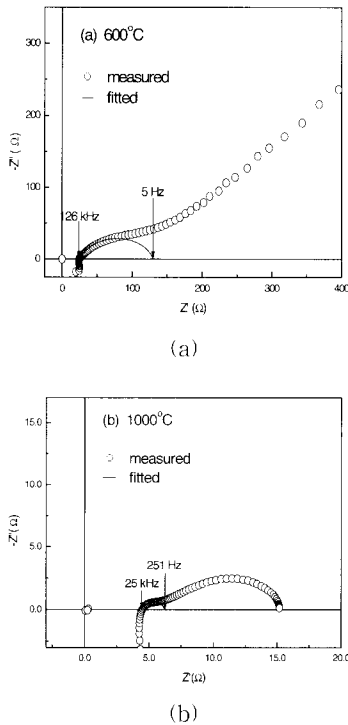 (a) 600°C
measured
fitted
300
200
100
0
-Z''(Ω)
126 kHz
5 Hz
0 100 200 300 400
Z'(Ω)
(a)
(b) 1000°C
measured
fitted
15.0
10.0
5.0
0.0
-Z''(Ω)
25 kHz
251 Hz
0.0 5.0 10.0 15.0 20.0
Z'(Ω)
(b)